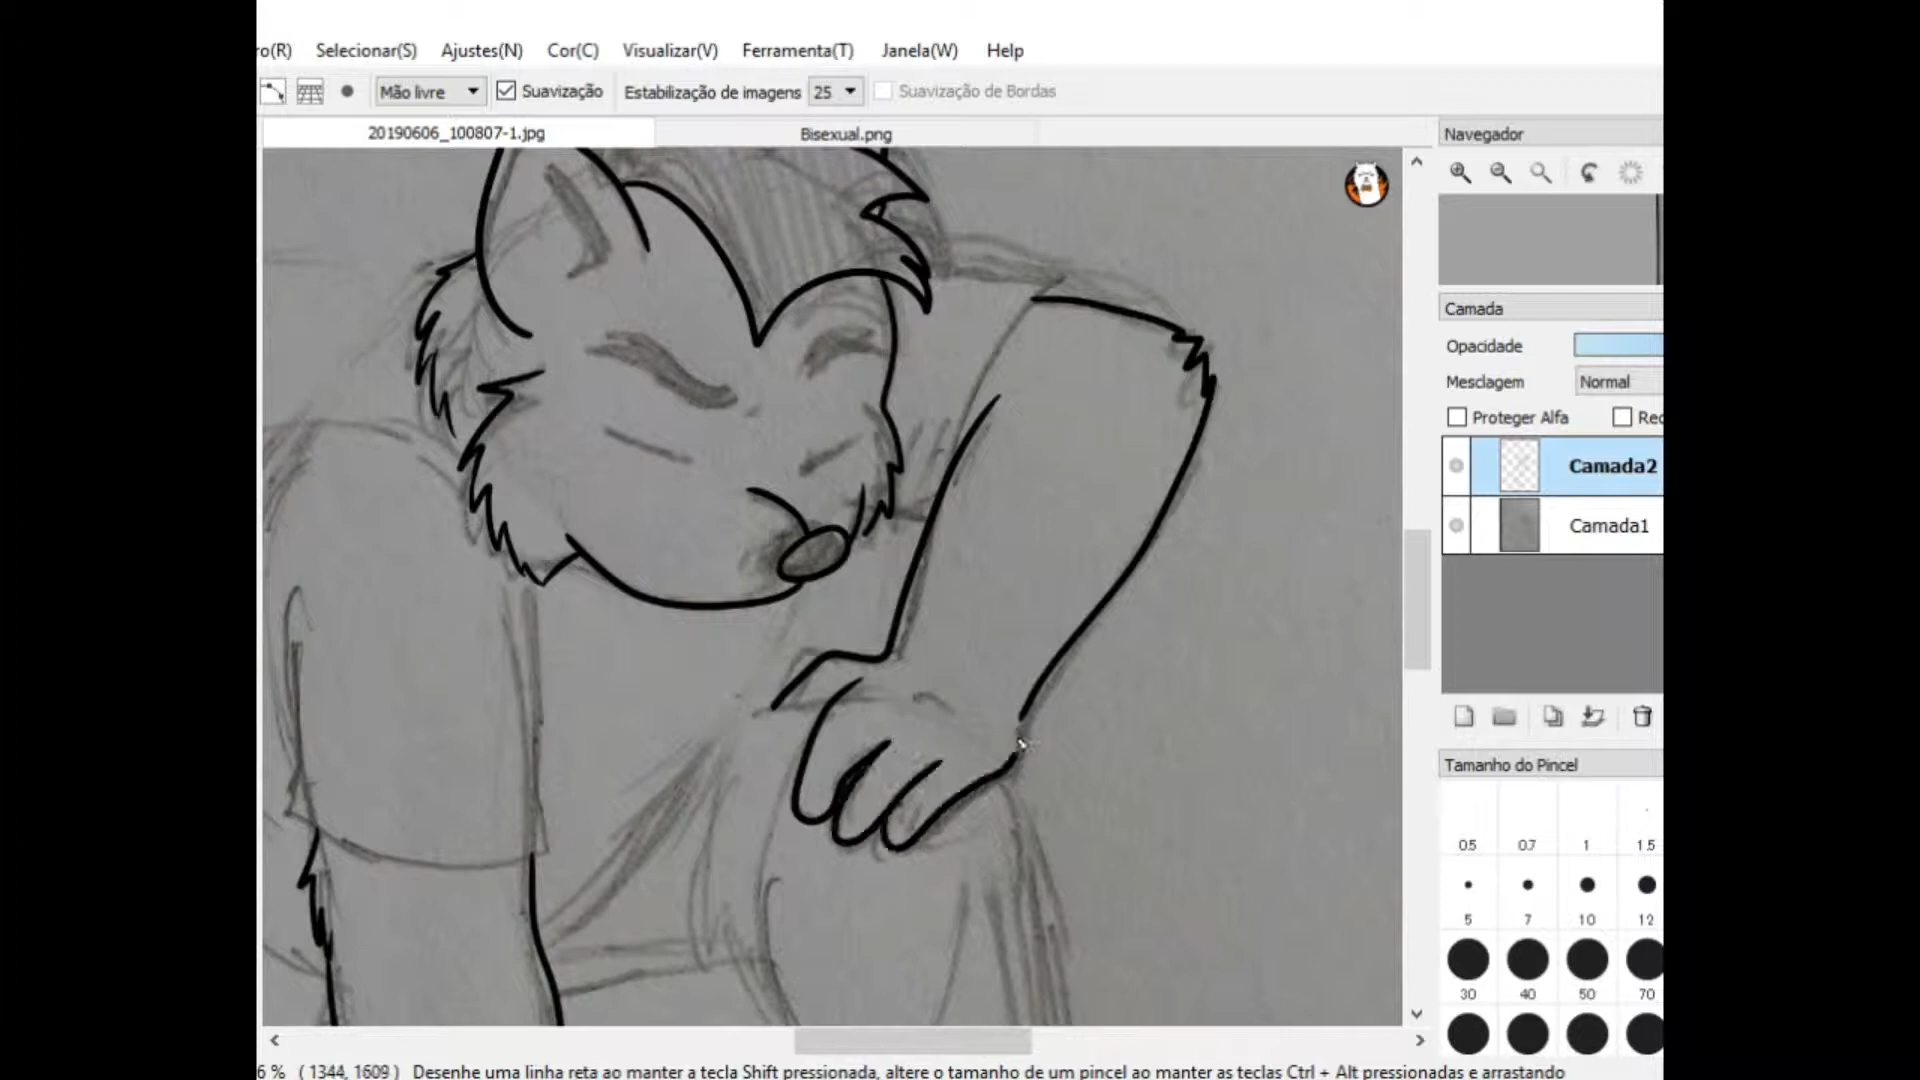 ro(R) Selecionar(S) Ajustes(N) Cor(C) Visualizar(V) Ferramenta(T) Janela(W) Help
Mão livre Suavização Estabilização de imagens 25 Suavização de Bordas
20190606_100807-1.jpg Bisexual.png
Navegador
Camada
Opacidade
Mesclagem Normal
Proteger Alfa Rec
Camada2
Camada1
Tamanho do Pincel
0.5 0.7 1 1.5
5 7 10 12
30 40 50 70
6 % ( 1344, 1609 ) Desenhe uma linha reta ao manter a tecla Shift pressionada, altere o tamanho de um pincel ao manter as teclas Ctrl + Alt pressionadas e arrastando